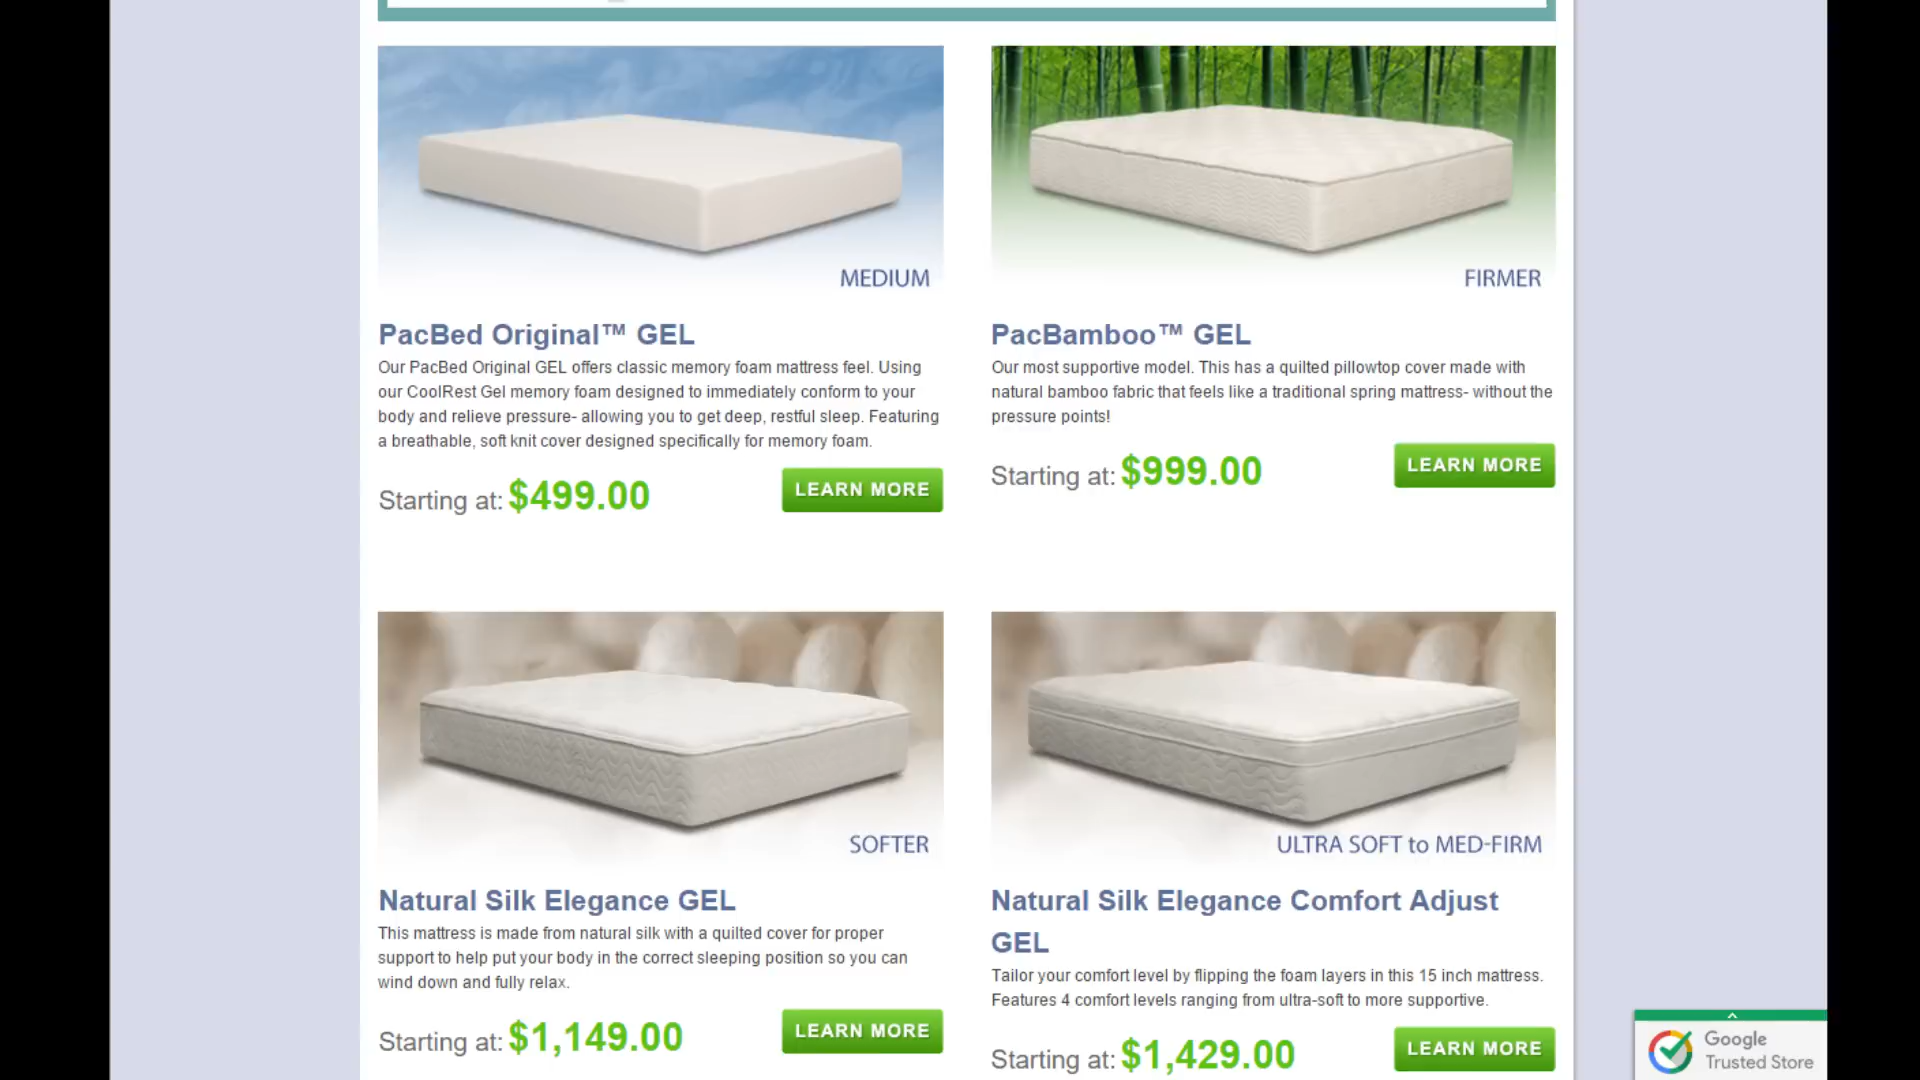 MEDIUM
PacBed Original™ GEL
Our PacBed Original GEL offers classic memory foam mattress feel. Using
our CoolRest Gel memory foam designed to immediately conform to your
body and relieve pressure- allowing you to get deep, restful sleep. Featuring
a breathable, soft knit cover designed specifically for memory foam.
Starting at: $499.00
LEARN MORE
FIRMER
PacBamboo™ GEL
Our most supportive model. This has a quilted pillowtop cover made with
natural bamboo fabric that feels like a traditional spring mattress- without the
pressure points!
Starting at: $999.00
LEARN MORE
SOFTER
Natural Silk Elegance GEL
This mattress is made from natural silk with a quilted cover for proper
support to help put your body in the correct sleeping position so you can
wind down and fully relax.
Starting at: $1,149.00
LEARN MORE
ULTRA SOFT to MED-FIRM
Natural Silk Elegance Comfort Adjust
GEL
Tailor your comfort level by flipping the foam layers in this 15 inch mattress.
Features 4 comfort levels ranging from ultra-soft to more supportive.
Starting at: $1,429.00
LEARN MORE
Google
Trusted Store